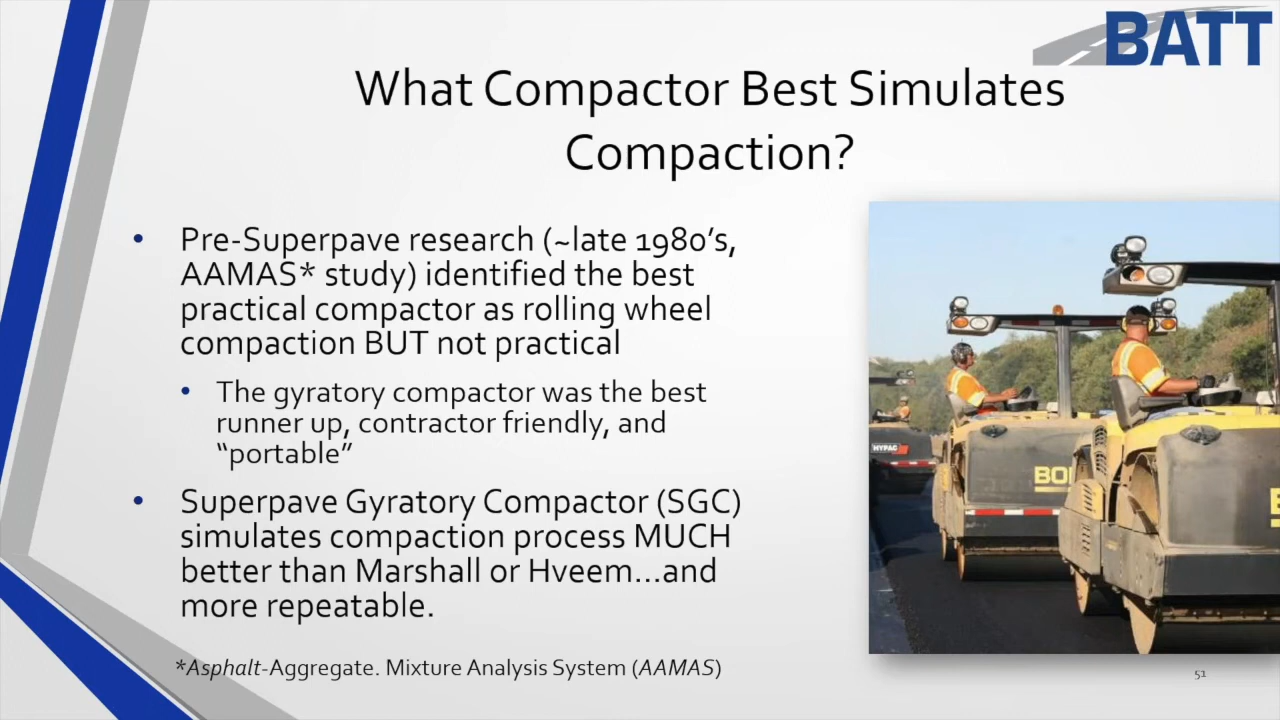 BATT
What Compactor Best Simulates
Compaction?
• Pre-Superpave research (~late 1980’s,
AAMAS* study) identified the best
practical compactor as rolling wheel
compaction BUT not practical
• The gyratory compactor was the best
runner up, contractor friendly, and
“portable”
• Superpave Gyratory Compactor (SGC)
simulates compaction process MUCH
better than Marshall or Hveem...and
more repeatable.
HYPAC
BO
*Asphalt-Aggregate. Mixture Analysis System (AAMAS)
51